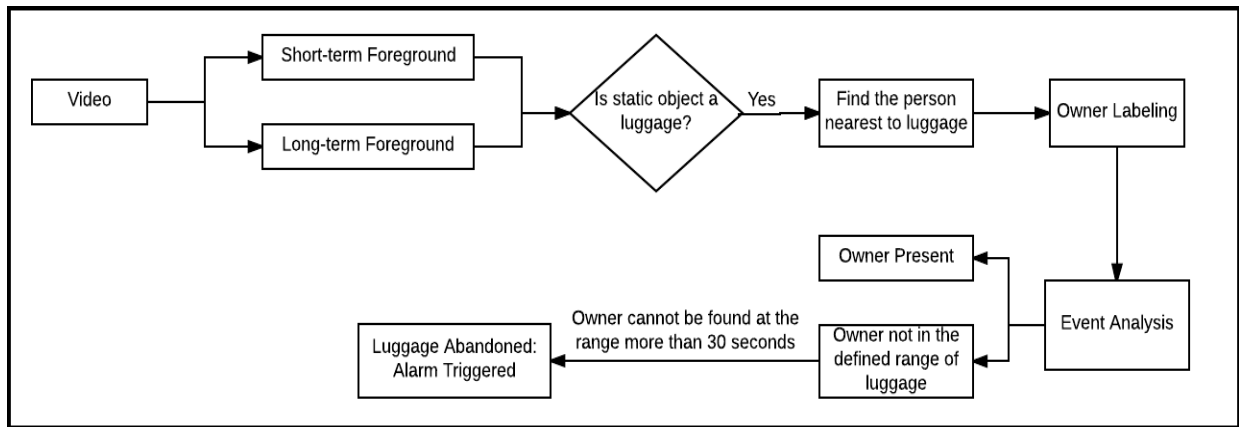 Video
Short-term Foreground
Long-term Foreground
Is static object a
luggage?
Yes
Find the person
nearest to luggage
Owner Labeling
Event Analysis
Owner Present
Owner not in the
defined range of
luggage
Owner cannot be found at the
range more than 30 seconds
Luggage Abandoned:
Alarm Triggered